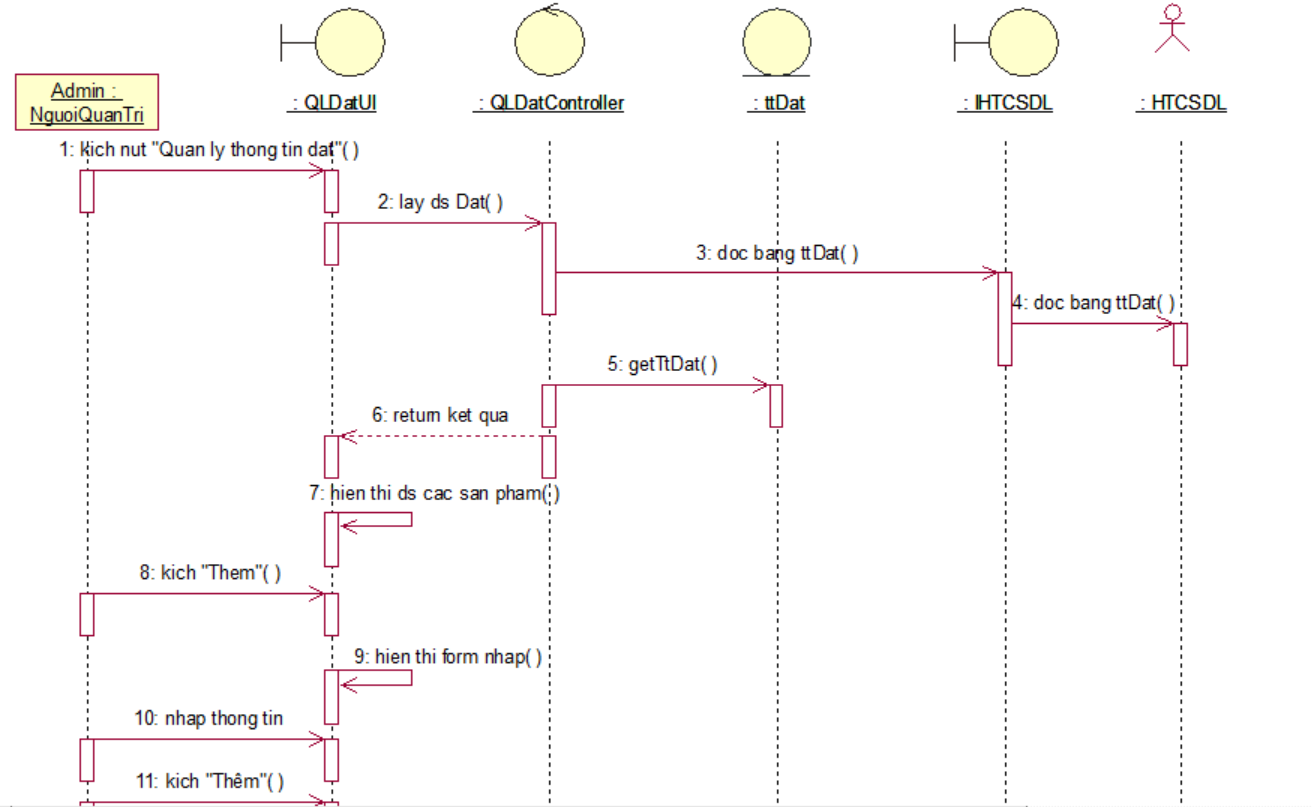 Admin :
NguoiQuanTri
: QLDatUI
: QLDatController
: ttDat
: IHTCSDL
: HTCSDL
1: kich nut "Quan ly thong tin dat"( )
2: lay ds Dat( )
3: doc bang ttDat( )
4: doc bang ttDat( )
5: getTtDat( )
6: return ket qua
7: hien thi ds cac san pham( )
8: kich "Them"( )
9: hien thi form nhap( )
10: nhap thong tin
11: kich "Thêm"( )